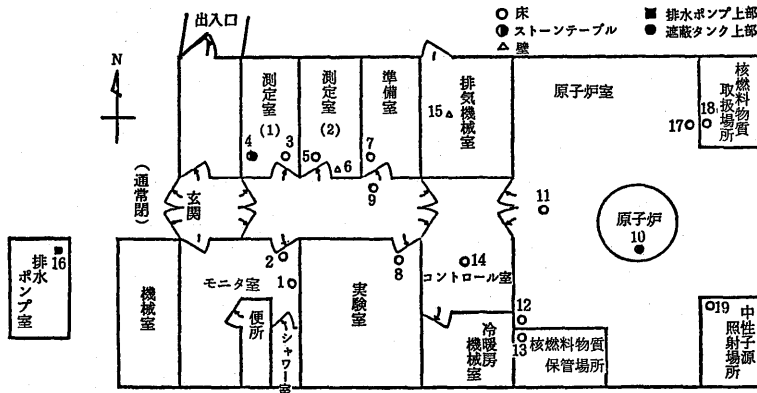 出入口
○ 床
◐ ストーンテーブル
△ 壁
■ 排水ポンプ上部
● 遮蔽タンク上部
N
測定室
(1)
測定室
(2)
準備室
排気機械室
原子炉室
核燃料物質
取扱場所
4
3
5
6
7
15
17
18
9
(通常閉)
玄関
11
原子炉
10
16
排水
ポンプ室
機械室
モニタ室
2
1
便所
シャワー室
実験室
8
14
コントロール室
冷暖房
機械室
12
13
核燃料物質
保管場所
19
中性子源
照射場所